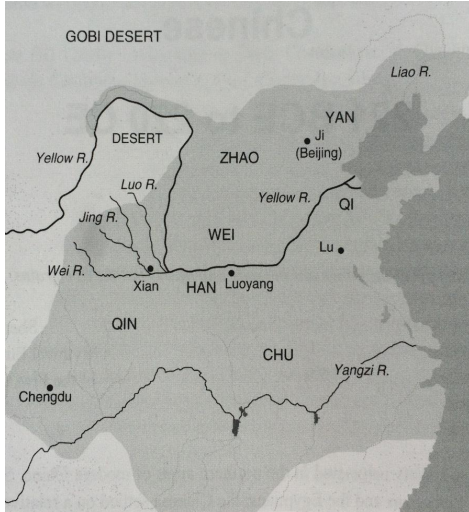 GOBI DESERT
Liao R.
YAN
Ji
(Beijing)
DESERT
ZHAO
Yellow R.
Luo R.
Yellow R.
QI
Jing R.
WEI
Lu
Wei R.
Xian
HAN
Luoyang
QIN
CHU
Yangzi R.
Chengdu